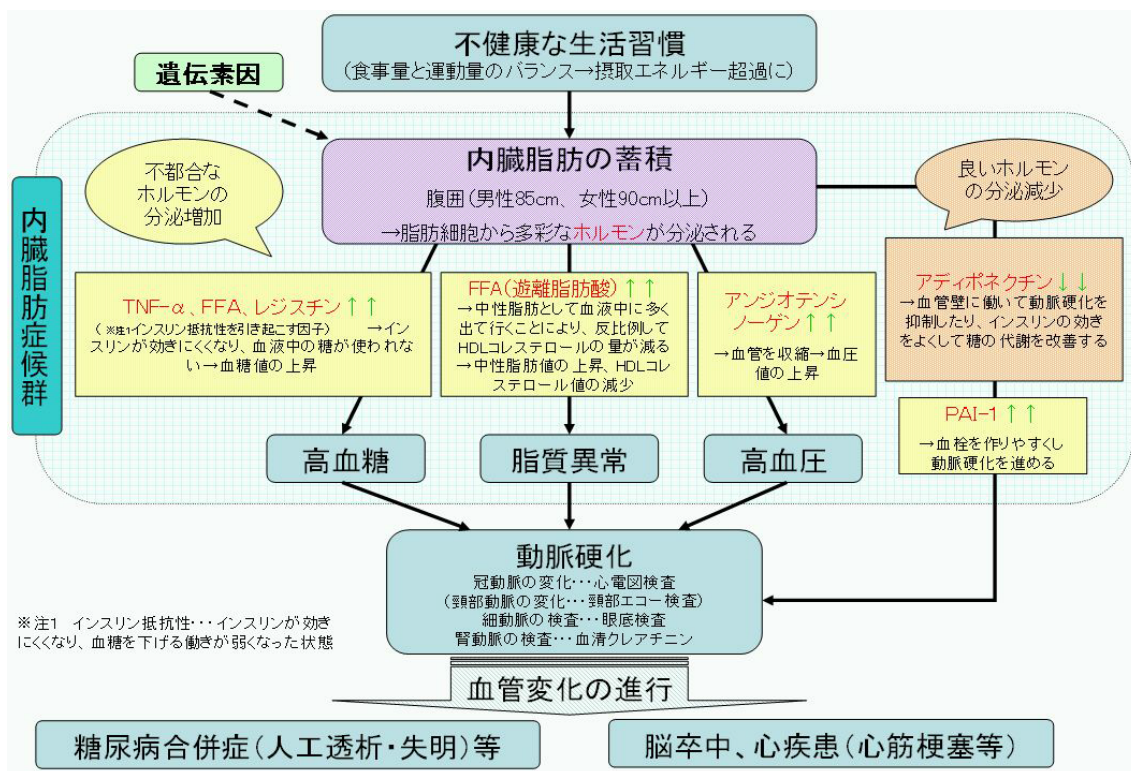 不健康な生活習慣
(食事量と運動量のバランス→摂取エネルギー超過に)
遺伝素因
内臓脂肪の蓄積
腹囲(男性85cm、女性90cm以上)
→脂肪細胞から多彩なホルモンが分泌される
不都合な
ホルモンの
分泌増加
良いホルモン
の分泌減少
内臓脂肪症候群
TNF-α、FFA、レジスチン↑↑
(※注1インスリン抵抗性を引き起こす因子) →イン
スリンが効きにくくなり、血液中の糖が使われな
い→血糖値の上昇
FFA(遊離脂肪酸)↑↑
→中性脂肪として血液中に多く
出て行くことにより、反比例して
HDLコレステロールの量が減る
→中性脂肪値の上昇、HDLコレ
ステロール値の減少
アンジオテンシ
ノーゲン↑↑
→血管を収縮→血圧
値の上昇
アディポネクチン↓↓
→血管壁に働いて動脈硬化を
抑制したり、インスリンの効き
をよくして糖の代謝を改善する
PAI-1↑↑
→血栓を作りやすくし
動脈硬化を進める
高血糖
脂質異常
高血圧
動脈硬化
冠動脈の変化･･･心電図検査
(頸部動脈の変化･･･頸部エコー検査)
細動脈の検査･･･眼底検査
腎動脈の検査･･･血清クレアチニン
※注1 インスリン抵抗性･･･インスリンが効き
にくくなり、血糖を下げる働きが弱くなった状態
血管変化の進行
糖尿病合併症(人工透析・失明)等
脳卒中、心疾患(心筋梗塞等)